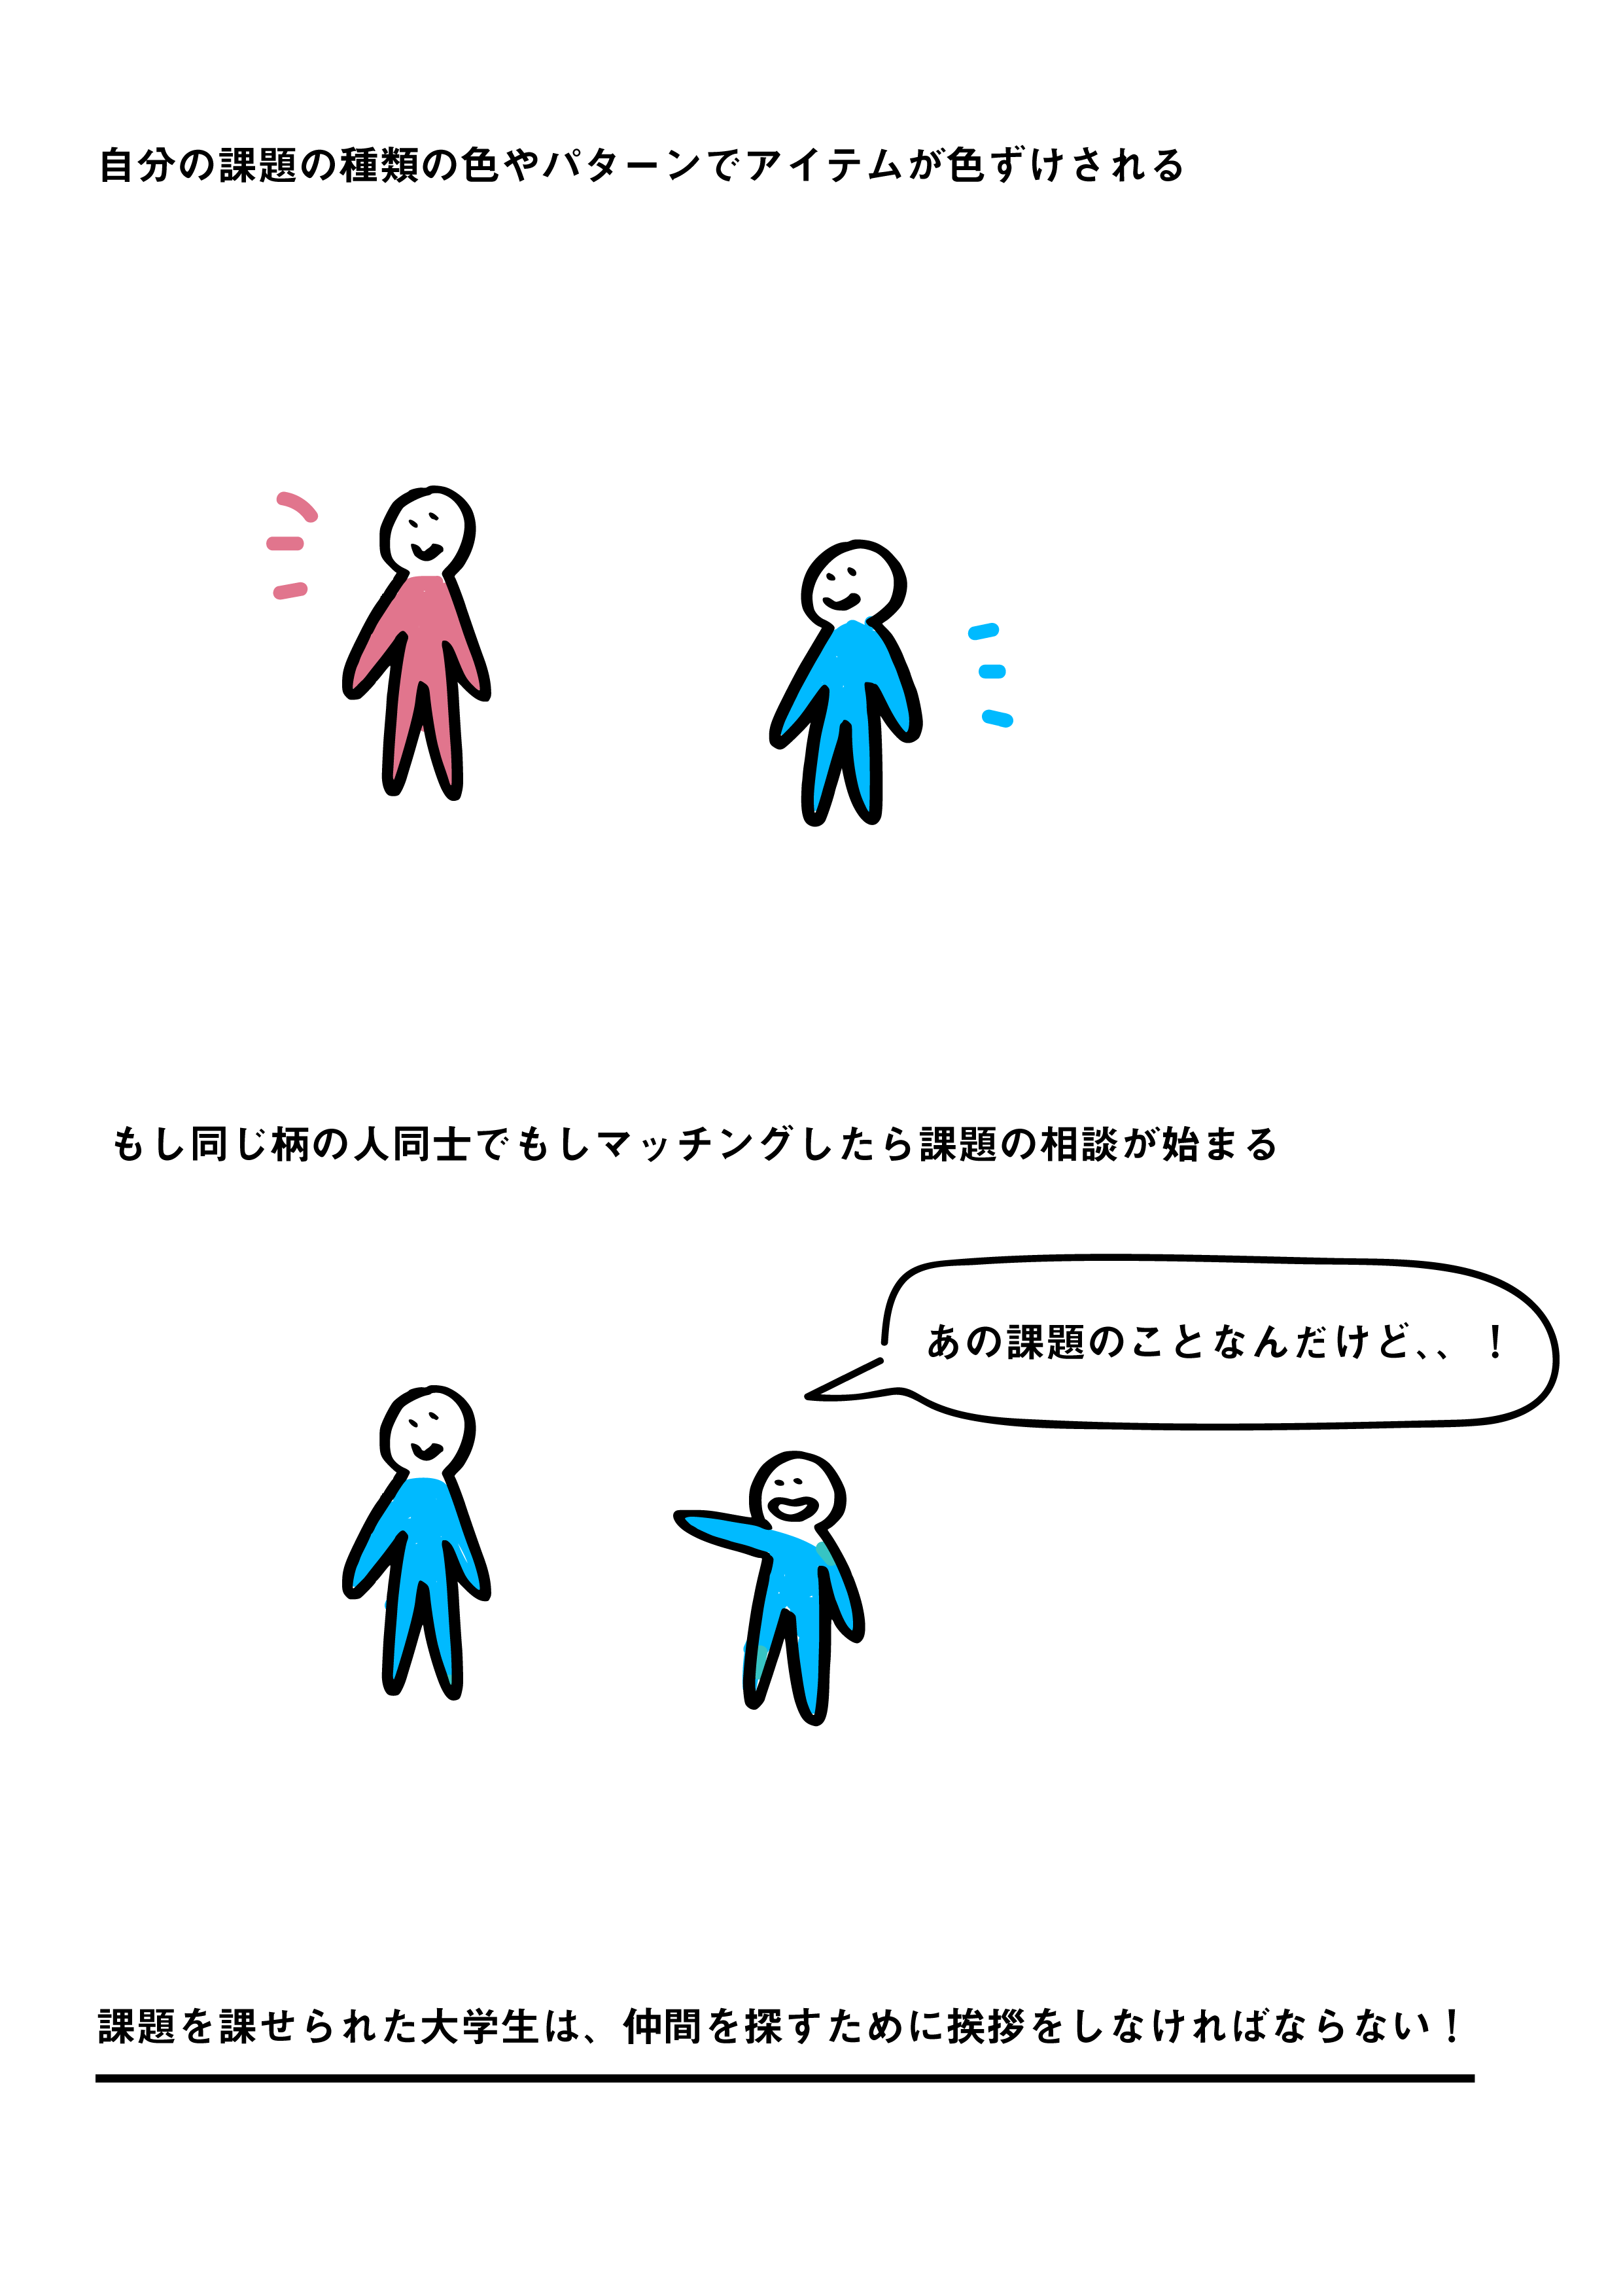 自分の課題の種類の色やパターンでアイテムが色ずけされる
もし同じ柄の人同士でもしマッチングしたら課題の相談が始まる
あの課題のことなんだけど、、！
課題を課せられた大学生は、仲間を探すために挨拶をしなければならない！